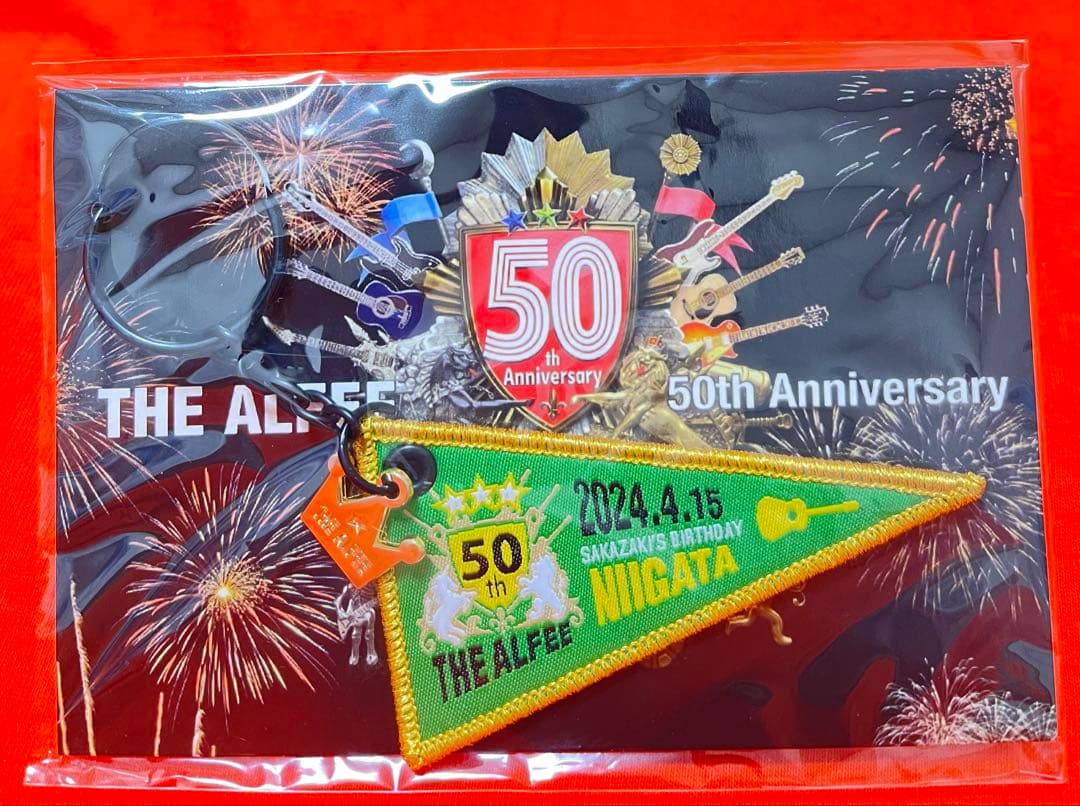 50
th
Anniversary
THE ALFEE
50th Anniversary
50
th
THE ALFEE
2024.4.15
SAKAZAKI'S BIRTHDAY
NIIGATA